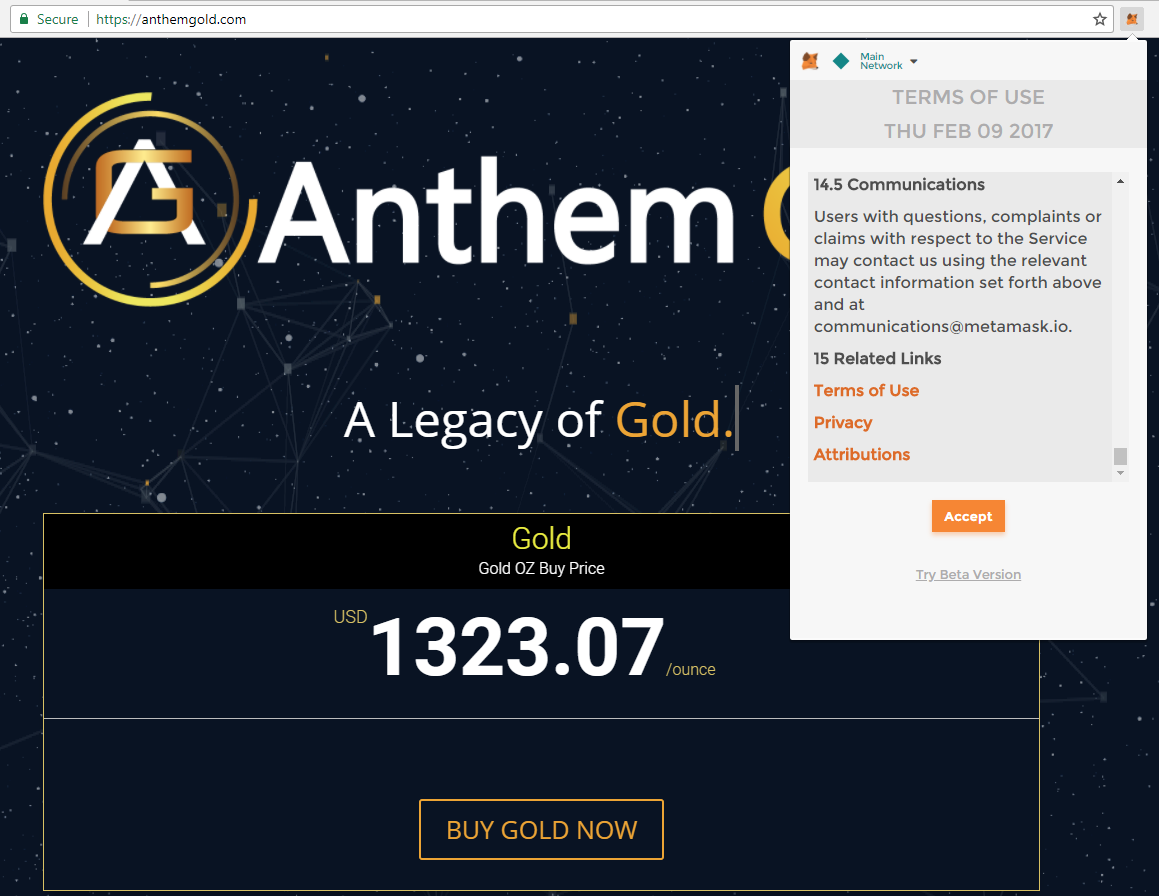 Secure
https://anthemgold.com
Main
Network
TERMS OF USE
THU FEB 09 2017
14.5 Communications
Users with questions, complaints or
claims with respect to the Service
may contact us using the relevant
contact information set forth above
and at
communications@metamask.io.
15 Related Links
Terms of Use
Privacy
Attributions
Accept
Try Beta Version
AG
Anthem
A Legacy of Gold.
Gold
Gold OZ Buy Price
USD 1323.07 /ounce
BUY GOLD NOW